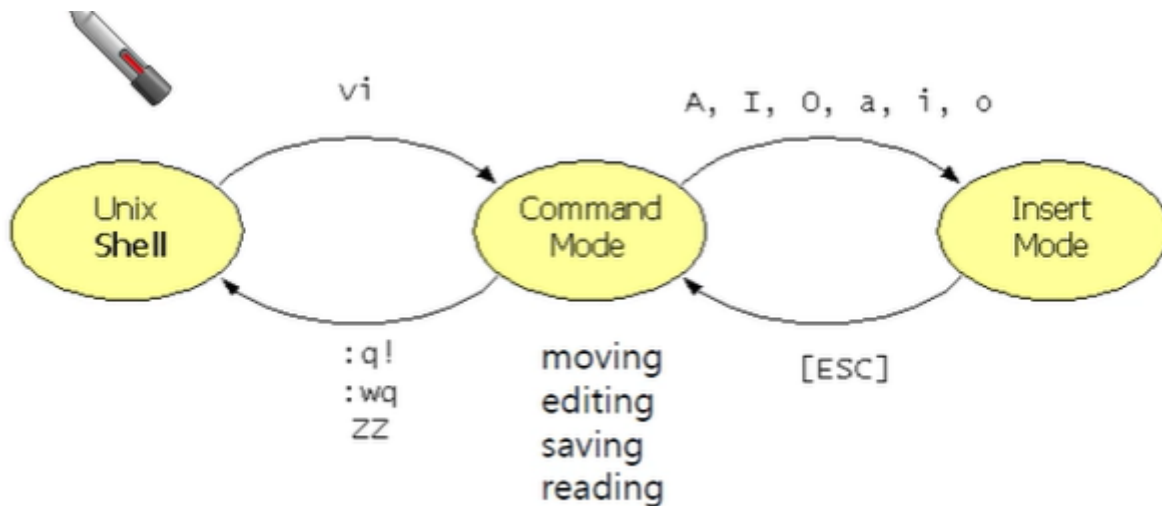 vi
A, I, O, a, i, o
Unix
Shell
Command
Mode
Insert
Mode
:q!
:wq
ZZ
moving
editing
saving
reading
[ESC]